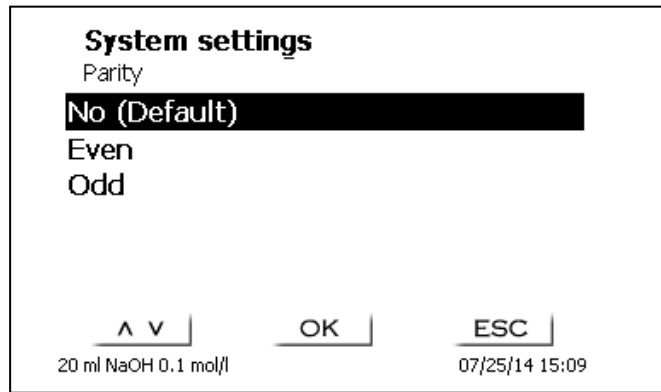 System settings
Parity
No (Default)
Even
Odd
∧ ∨ OK ESC
20 ml NaOH 0.1 mol/l 07/25/14 15:09